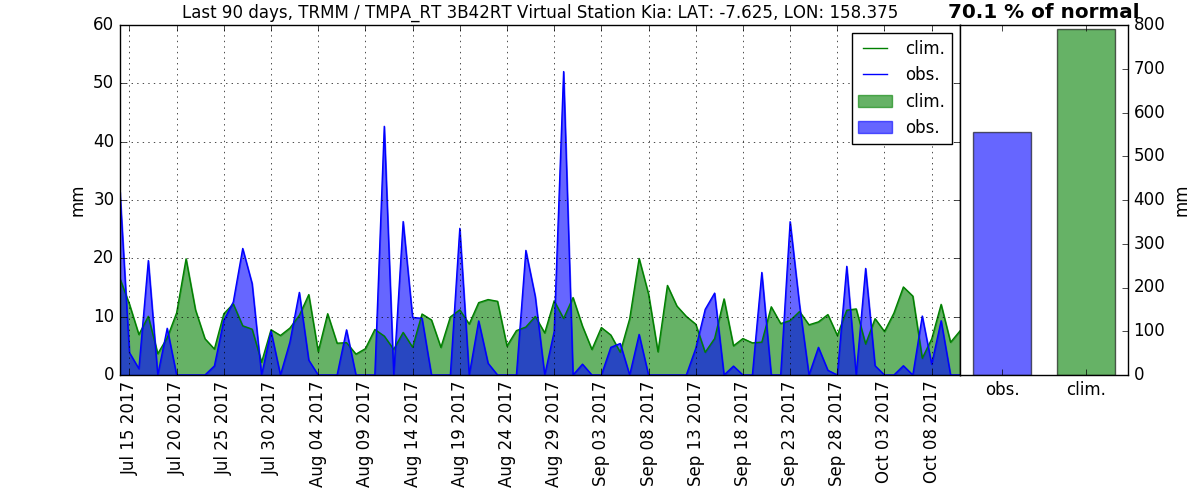 Last 90 days, TRMM / TMPA_RT 3B42RT Virtual Station Kia: LAT: -7.625, LON: 158.375
70.1 % of normal
60
50
40
30
20
10
0
mm
clim.
obs.
clim.
obs.
Jul 15 2017
Jul 20 2017
Jul 25 2017
Jul 30 2017
Aug 04 2017
Aug 09 2017
Aug 14 2017
Aug 19 2017
Aug 24 2017
Aug 29 2017
Sep 03 2017
Sep 08 2017
Sep 13 2017
Sep 18 2017
Sep 23 2017
Sep 28 2017
Oct 03 2017
Oct 08 2017
800
700
600
500
400
300
200
100
0
mm
obs.
clim.